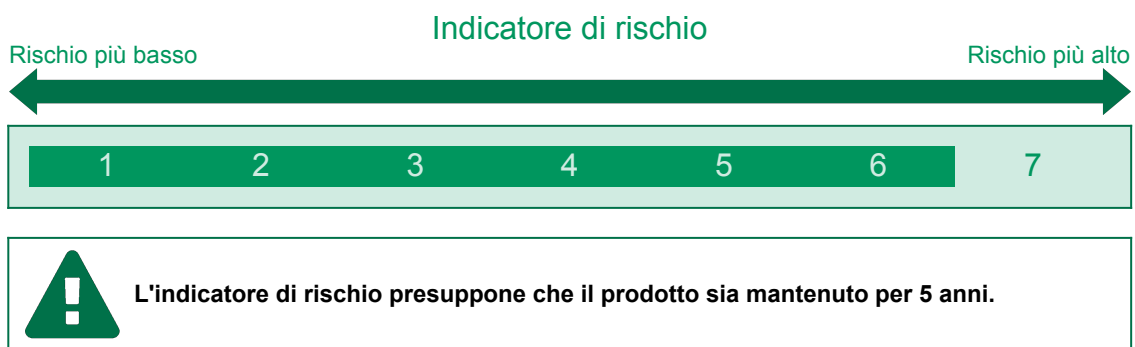 Indicatore di rischio
Rischio più basso Rischio più alto
1 2 3 4 5 6 7
L'indicatore di rischio presuppone che il prodotto sia mantenuto per 5 anni.